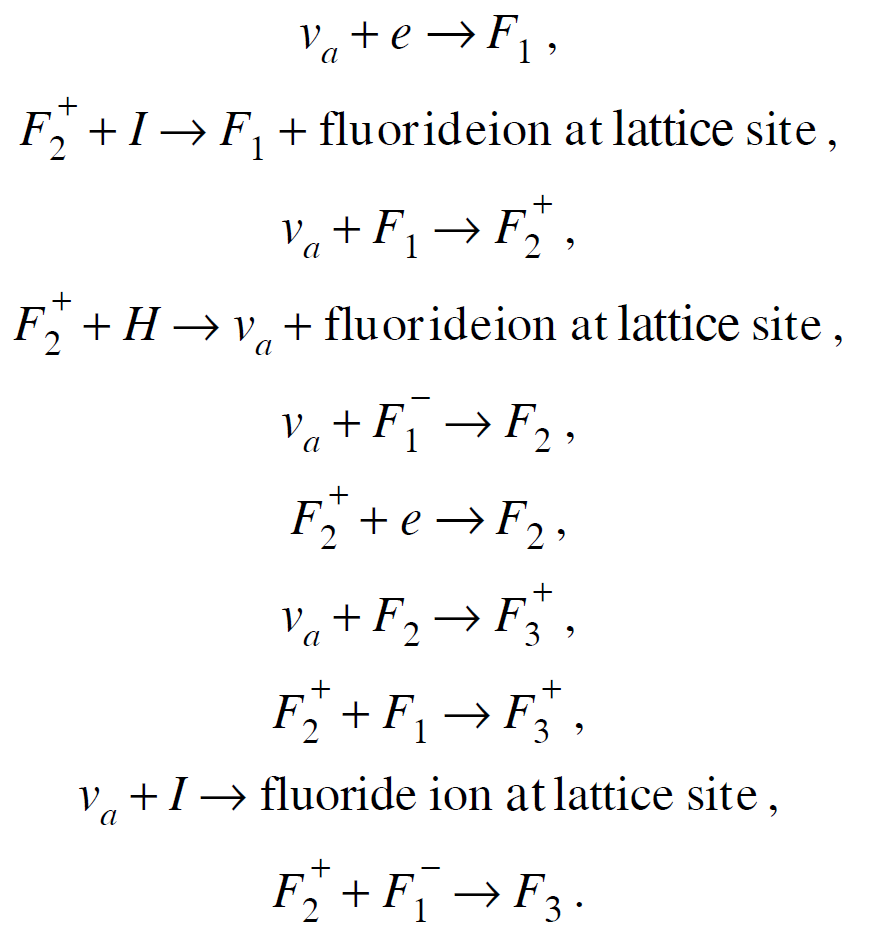 v_a + e → F_1 ,
F_2^+ + I → F_1 + fluorideion at lattice site ,
v_a + F_1 → F_2^+ ,
F_2^+ + H → v_a + fluorideion at lattice site ,
v_a + F_1^- → F_2 ,
F_2^+ + e → F_2 ,
v_a + F_2 → F_3^+ ,
F_2^+ + F_1 → F_3^+ ,
v_a + I → fluoride ion at lattice site ,
F_2^+ + F_1^- → F_3 .